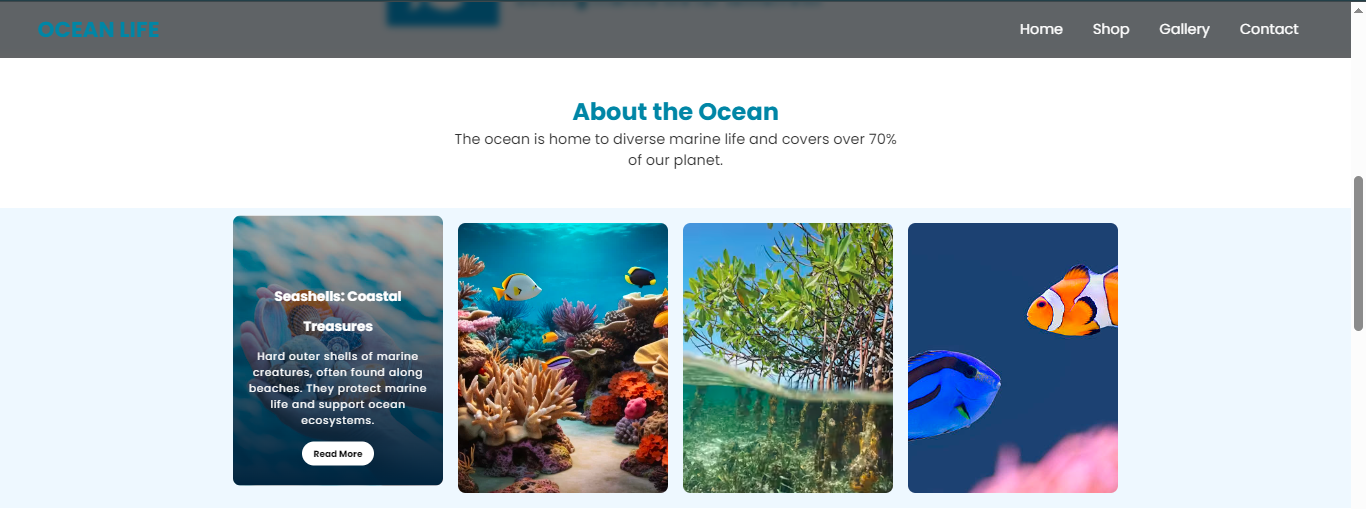 OCEAN LIFE
Home
Shop
Gallery
Contact
About the Ocean
The ocean is home to diverse marine life and covers over 70%
of our planet.
Seashells: Coastal
Treasures
Hard outer shells of marine
creatures, often found along
beaches. They protect marine
life and support ocean
ecosystems.
Read More